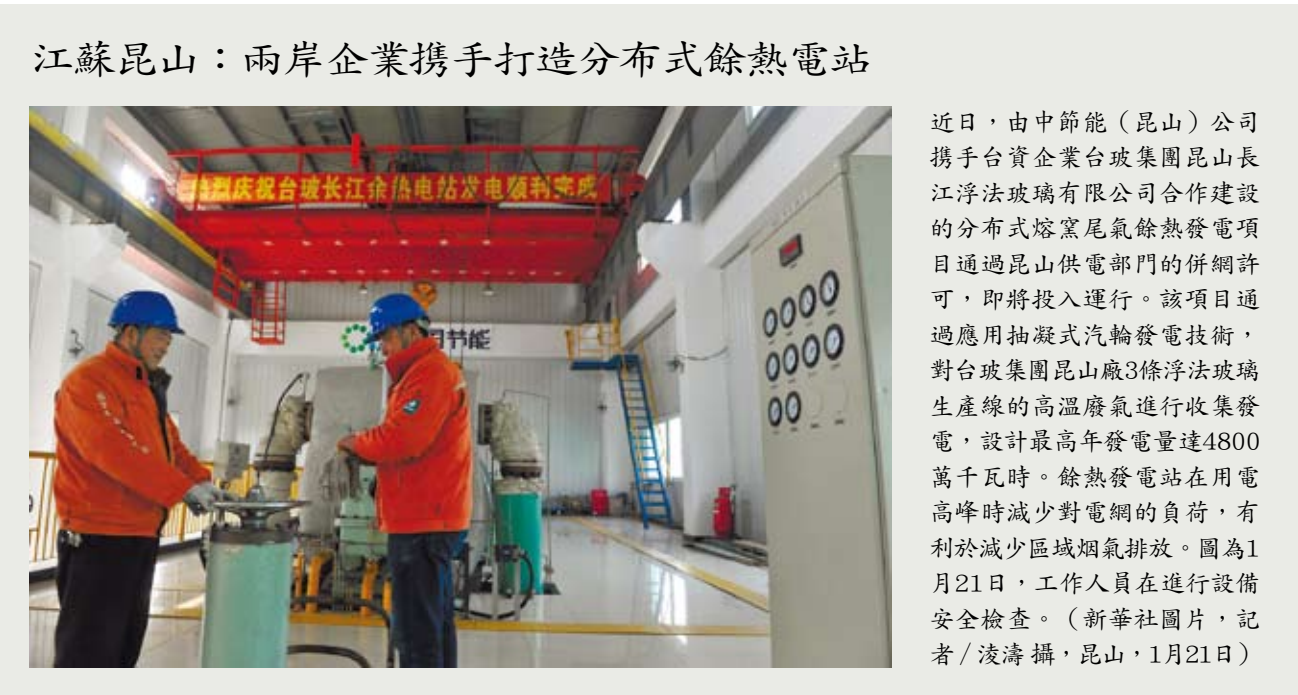 江蘇昆山：兩岸企業携手打造分布式餘熱電站
热烈庆祝台玻长江余热电站发电顺利完成
节能
近日，由中節能（昆山）公司
携手台資企業台玻集團昆山長
江浮法玻璃有限公司合作建設
的分布式熔窯尾氣餘熱發電項
目通過昆山供電部門的併網許
可，即將投入運行。該項目通
過應用抽凝式汽輪發電技術，
對台玻集團昆山廠3條浮法玻璃
生產線的高溫廢氣進行收集發
電，設計最高年發電量達4800
萬千瓦時。餘熱發電站在用電
高峰時減少對電網的負荷，有
利於減少區域烟氣排放。圖為1
月21日，工作人員在進行設備
安全檢查。（新華社圖片，記
者／淩濤 攝，昆山，1月21日）